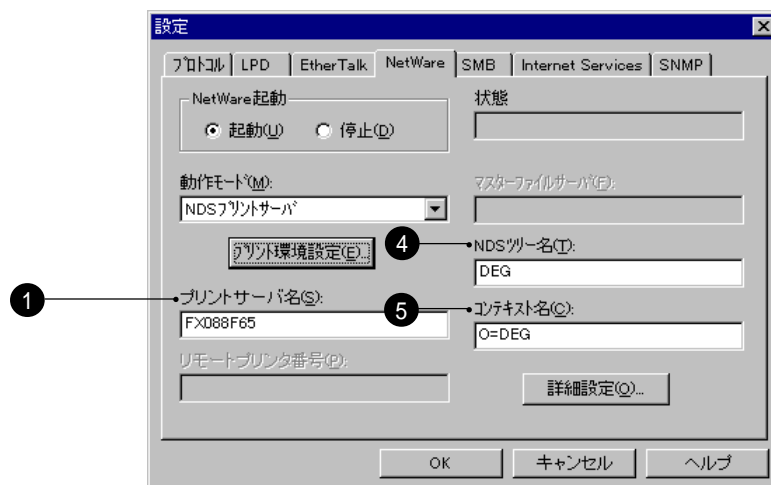 設定
プロトコル LPD EtherTalk NetWare SMB Internet Services SNMP
NetWare起動
起動(U) 停止(D)
状態
動作モード(M):
NDSプリントサーバ
マスターファイルサーバ(F):
プリント環境設定(E)...
4
NDSツリー名(T):
DEG
1
プリントサーバ名(S):
FX088F65
5
コンテキスト名(C):
O=DEG
リモートプリンタ番号(P):
詳細設定(O)...
OK キャンセル ヘルプ